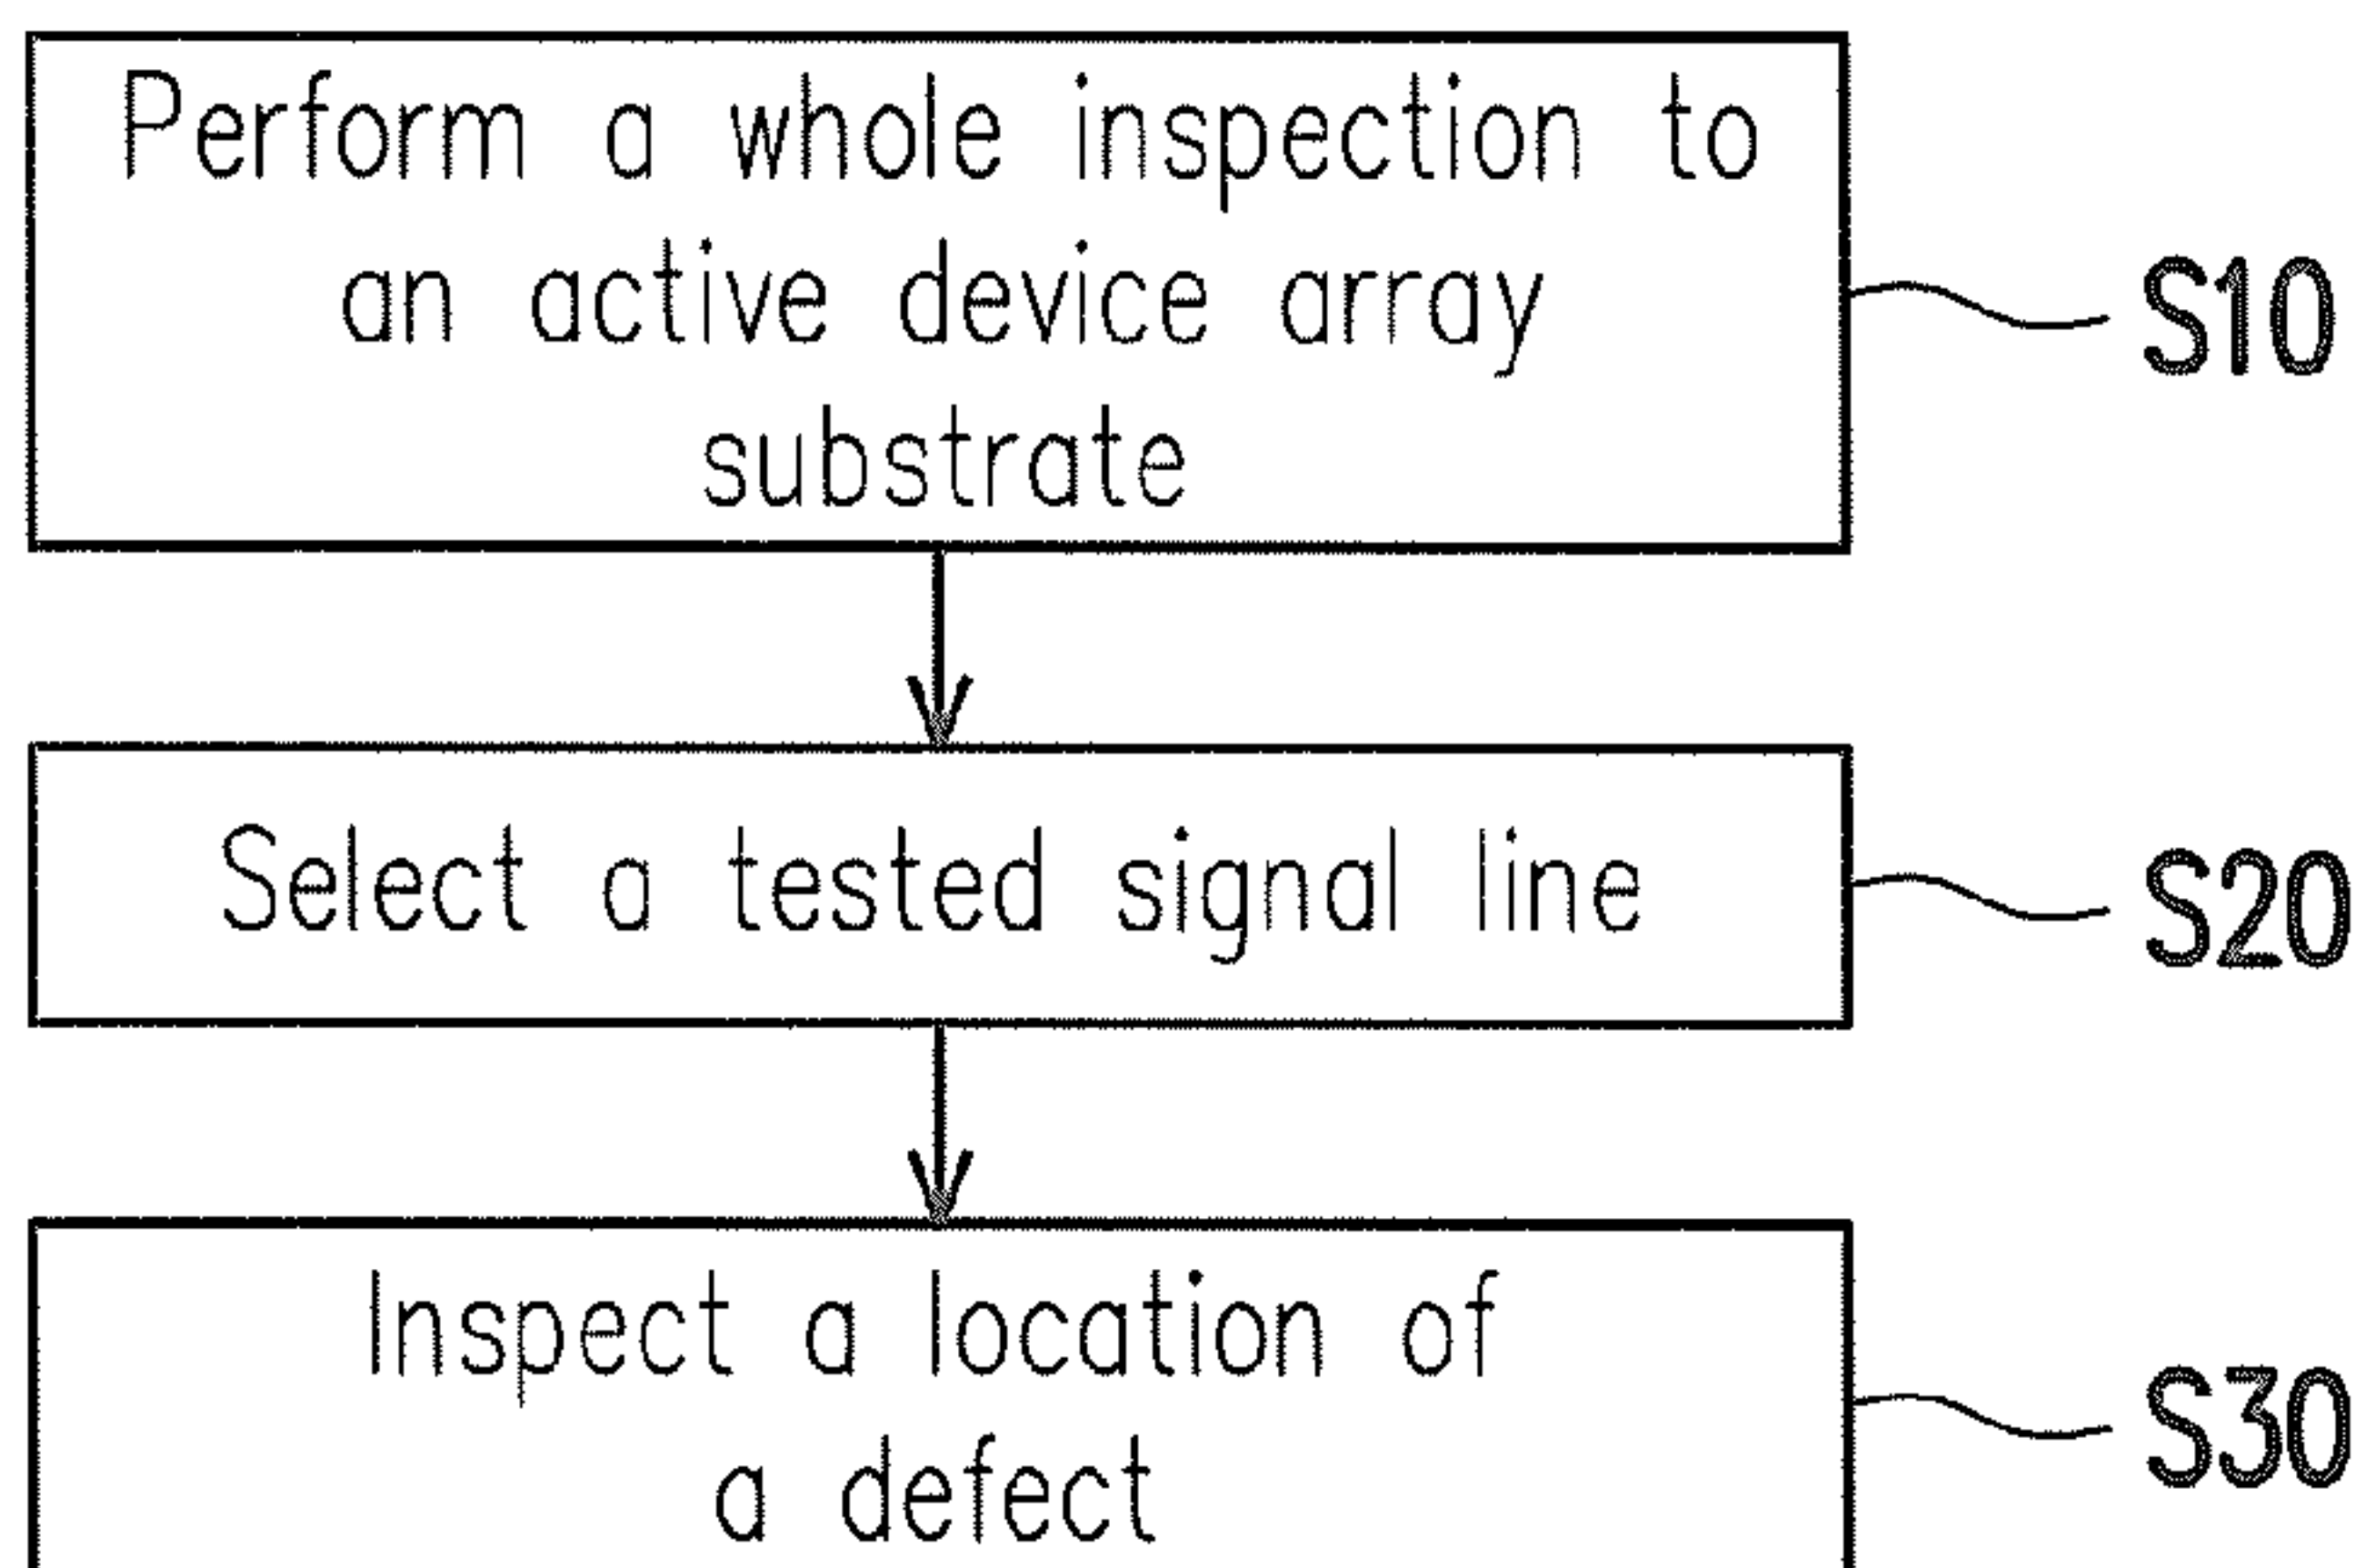 Perform a whole inspection to
an active device array
substrate
S10
Select a tested signal line
S20
Inspect a location of
a defect
S30